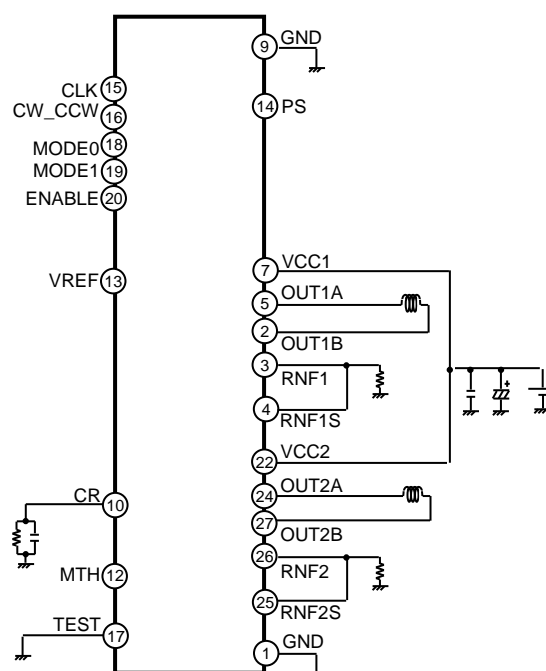 9 GND
15 CLK
14 PS
16 CW_CCW
18 MODE0
19 MODE1
20 ENABLE
7 VCC1
13 VREF
5 OUT1A
2 OUT1B
3 RNF1
4 RNF1S
22 VCC2
24 OUT2A
10 CR
27 OUT2B
26 RNF2
12 MTH
25 RNF2S
17 TEST
1 GND
+